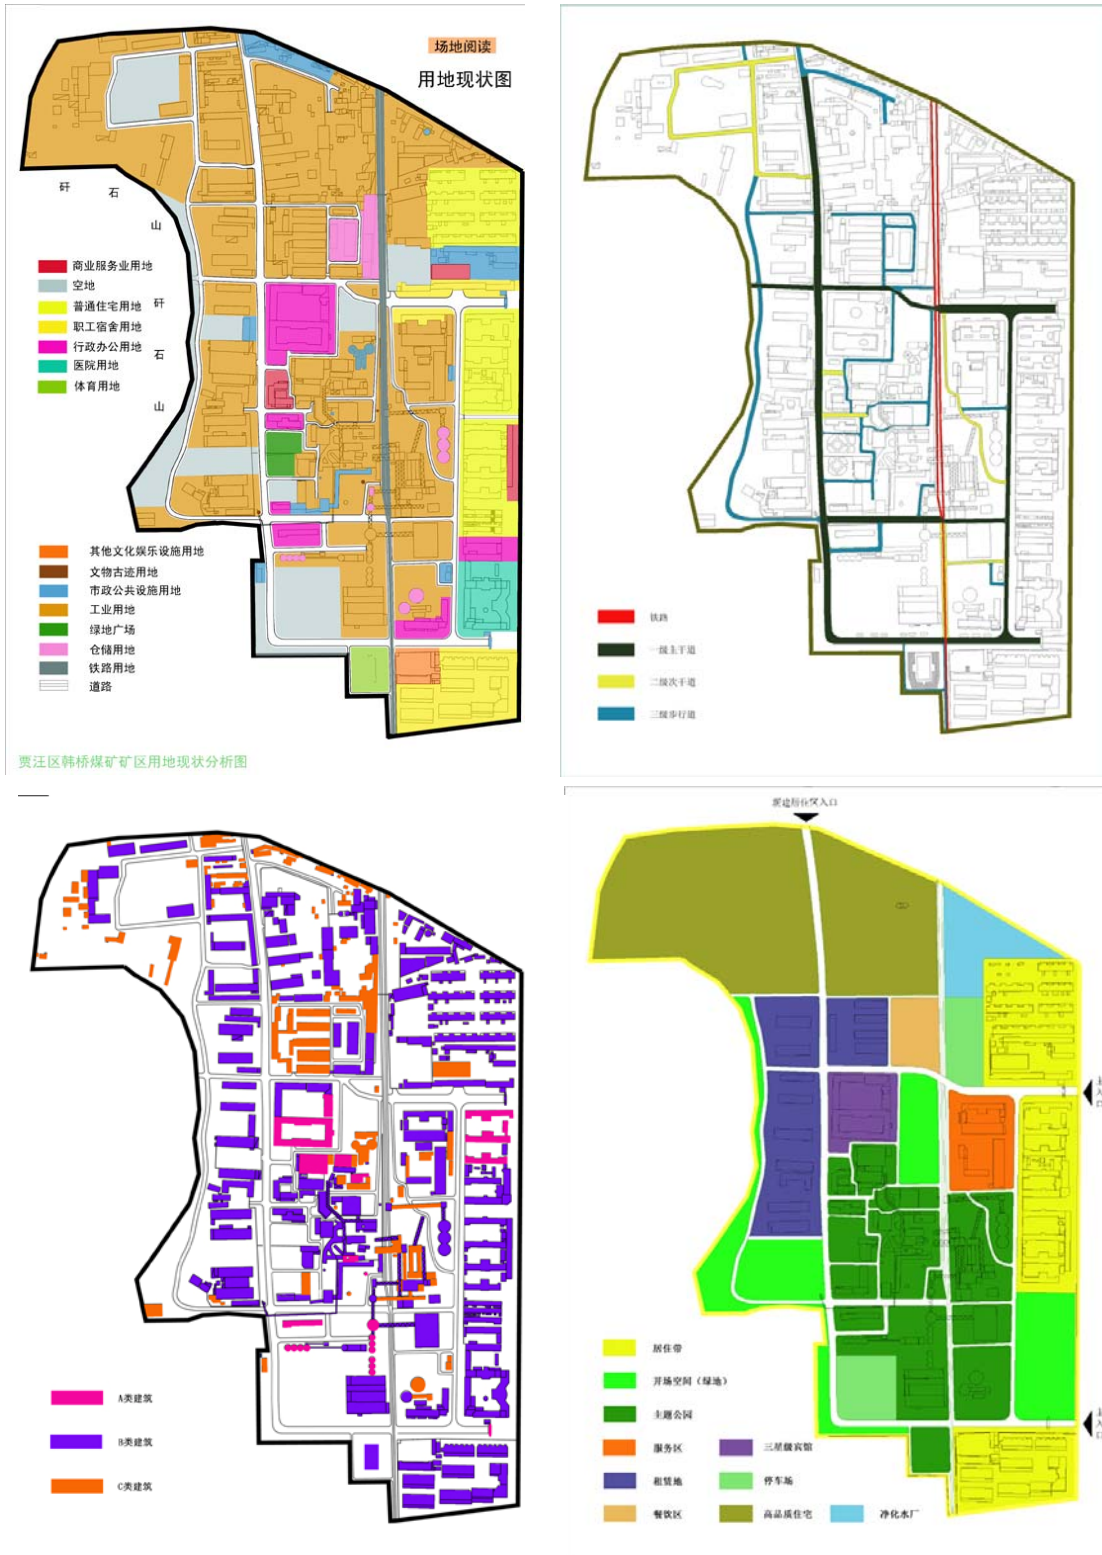 场地阅读
用地现状图
矸
石
山
矸
石
山
商业服务业用地
空地
普通住宅用地
职工宿舍用地
行政办公用地
医院用地
体育用地
其他文化娱乐设施用地
文物古迹用地
市政公共设施用地
工业用地
绿地广场
仓储用地
铁路用地
道路
贾汪区韩桥煤矿矿区用地现状分析图
铁路
一级主干道
二级次干道
三级步行道
A类建筑
B类建筑
C类建筑
入
口
入
口
居住带
开场空间（绿地）
主题公园
服务区
三星级宾馆
租赁地
停车场
餐饮区
高品质住宅
净化水厂